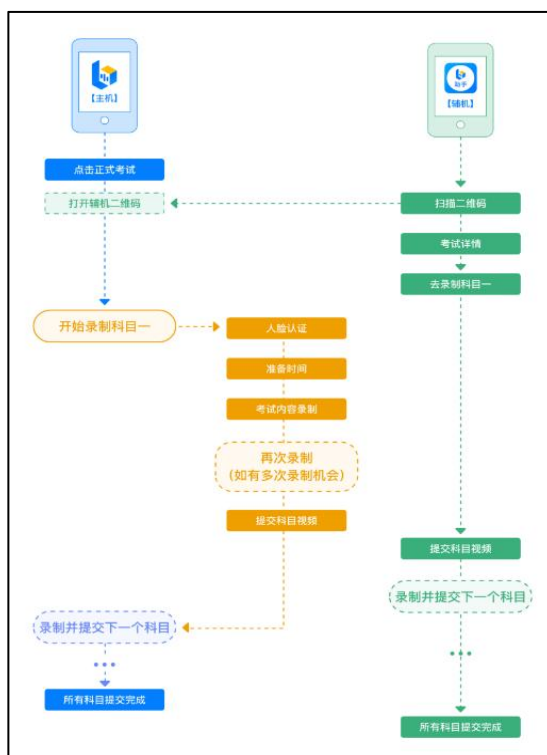 【主机】
助手
【辅机】
点击正式考试
打开辅机二维码
扫描二维码
考试详情
去录制科目一
开始录制科目一
人脸认证
准备时间
考试内容录制
再次录制
(如有多次录制机会)
提交科目视频
提交科目视频
录制并提交下一个科目
录制并提交下一个科目
所有科目提交完成
所有科目提交完成